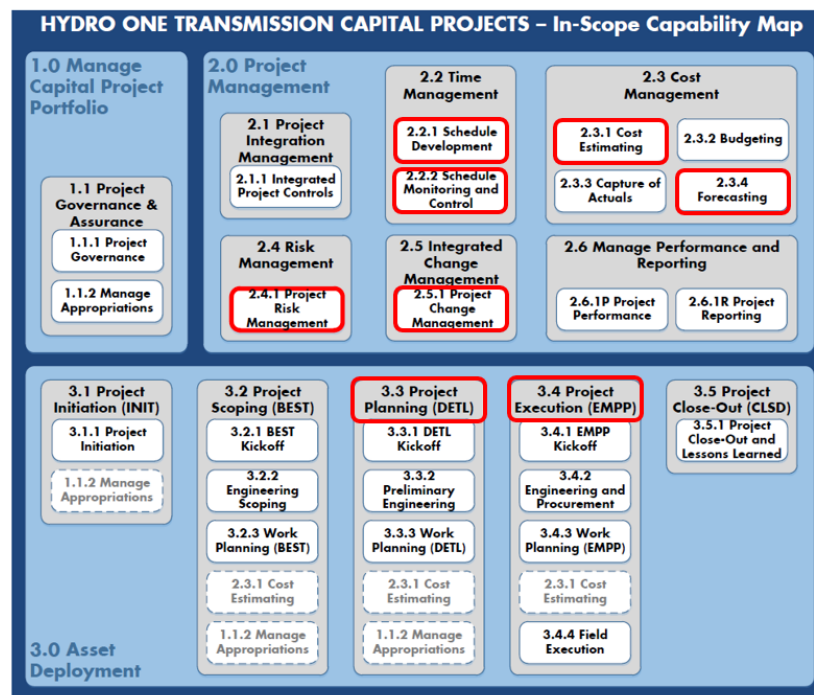 HYDRO ONE TRANSMISSION CAPITAL PROJECTS – In-Scope Capability Map
1.0 Manage
Capital Project
Portfolio
1.1 Project
Governance &
Assurance
1.1.1 Project
Governance
1.1.2 Manage
Appropriations
2.0 Project
Management
2.1 Project
Integration
Management
2.1.1 Integrated
Project Controls
2.2 Time
Management
2.2.1 Schedule
Development
2.2.2 Schedule
Monitoring and
Control
2.3 Cost
Management
2.3.1 Cost
Estimating
2.3.2 Budgeting
2.3.3 Capture of
Actuals
2.3.4
Forecasting
2.4 Risk
Management
2.4.1 Project
Risk
Management
2.5 Integrated
Change
Management
2.5.1 Project
Change
Management
2.6 Manage Performance and
Reporting
2.6.1P Project
Performance
2.6.1R Project
Reporting
3.1 Project
Initiation (INIT)
3.1.1 Project
Initiation
1.1.2 Manage
Appropriations
3.2 Project
Scoping (BEST)
3.2.1 BEST
Kickoff
3.2.2
Engineering
Scoping
3.2.3 Work
Planning (BEST)
2.3.1 Cost
Estimating
1.1.2 Manage
Appropriations
3.3 Project
Planning (DETL)
3.3.1 DETL
Kickoff
3.3.2
Preliminary
Engineering
3.3.3 Work
Planning (DETL)
2.3.1 Cost
Estimating
1.1.2 Manage
Appropriations
3.4 Project
Execution (EMPP)
3.4.1 EMPP
Kickoff
3.4.2
Engineering and
Procurement
3.4.3 Work
Planning (EMPP)
2.3.1 Cost
Estimating
3.4.4 Field
Execution
3.5 Project
Close-Out (CLSD)
3.5.1 Project
Close-Out and
Lessons Learned
3.0 Asset
Deployment